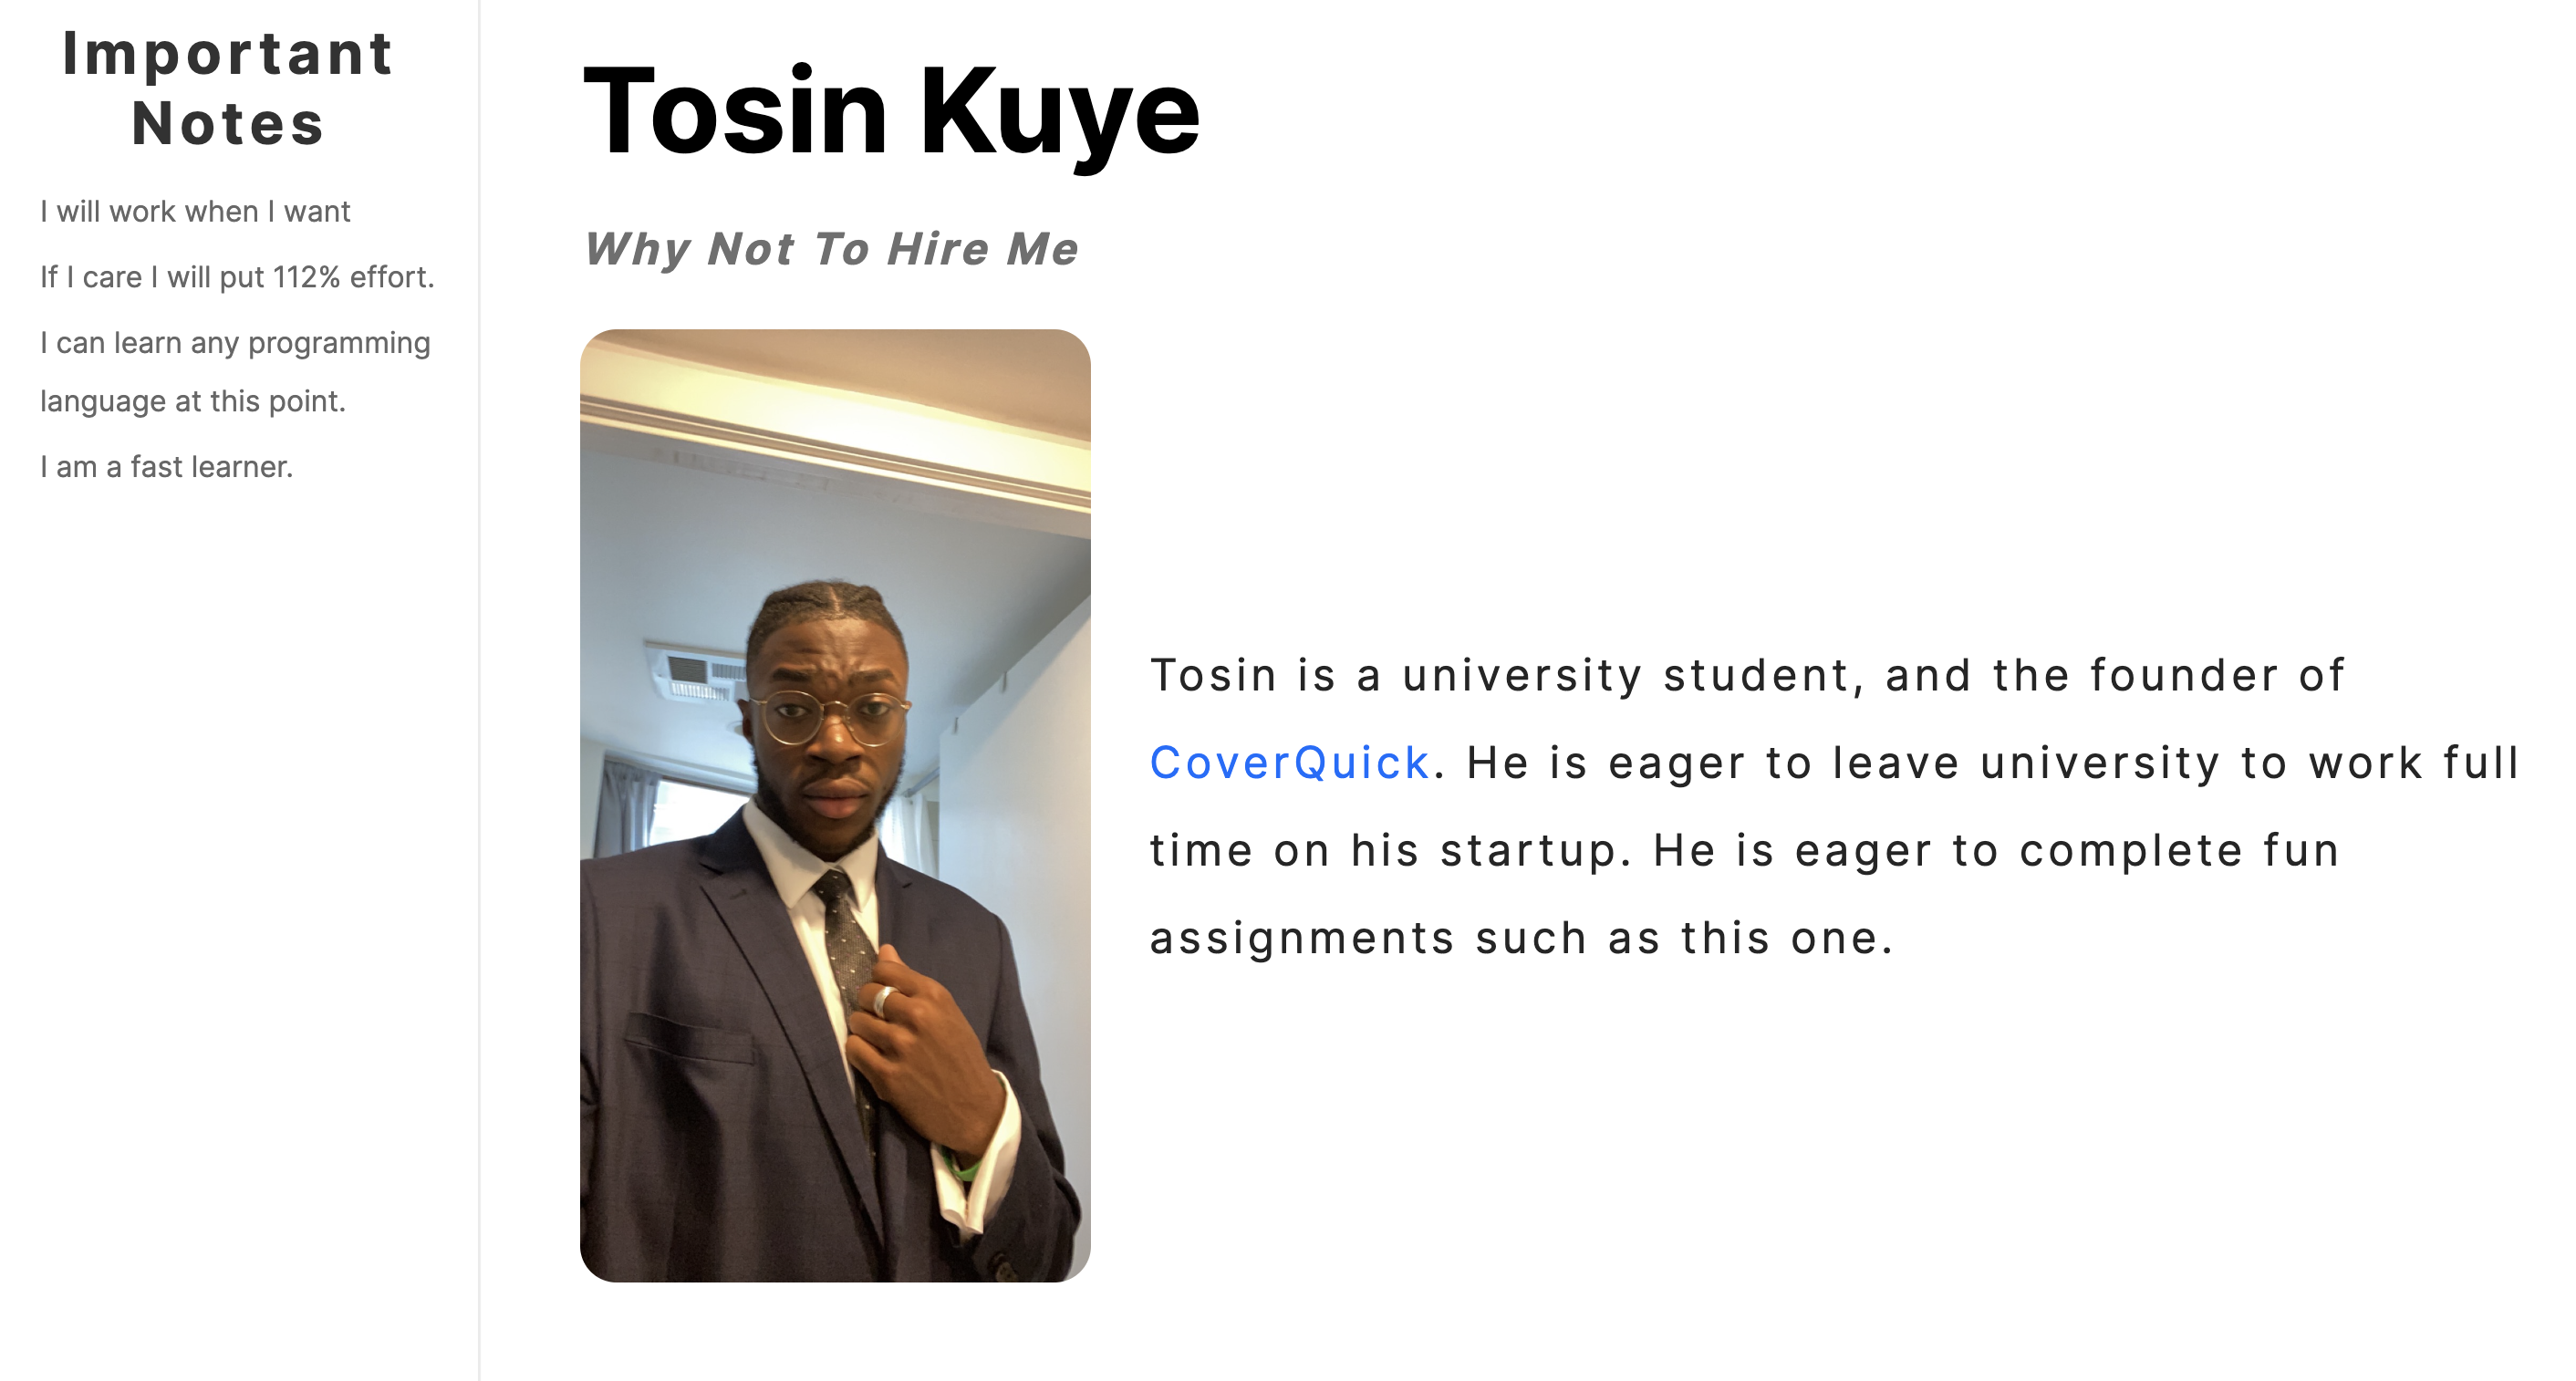 Important
Notes
I will work when I want
If I care I will put 112% effort.
I can learn any programming
language at this point.
I am a fast learner.
Tosin Kuye
Why Not To Hire Me
Tosin is a university student, and the founder of
CoverQuick. He is eager to leave university to work full
time on his startup. He is eager to complete fun
assignments such as this one.